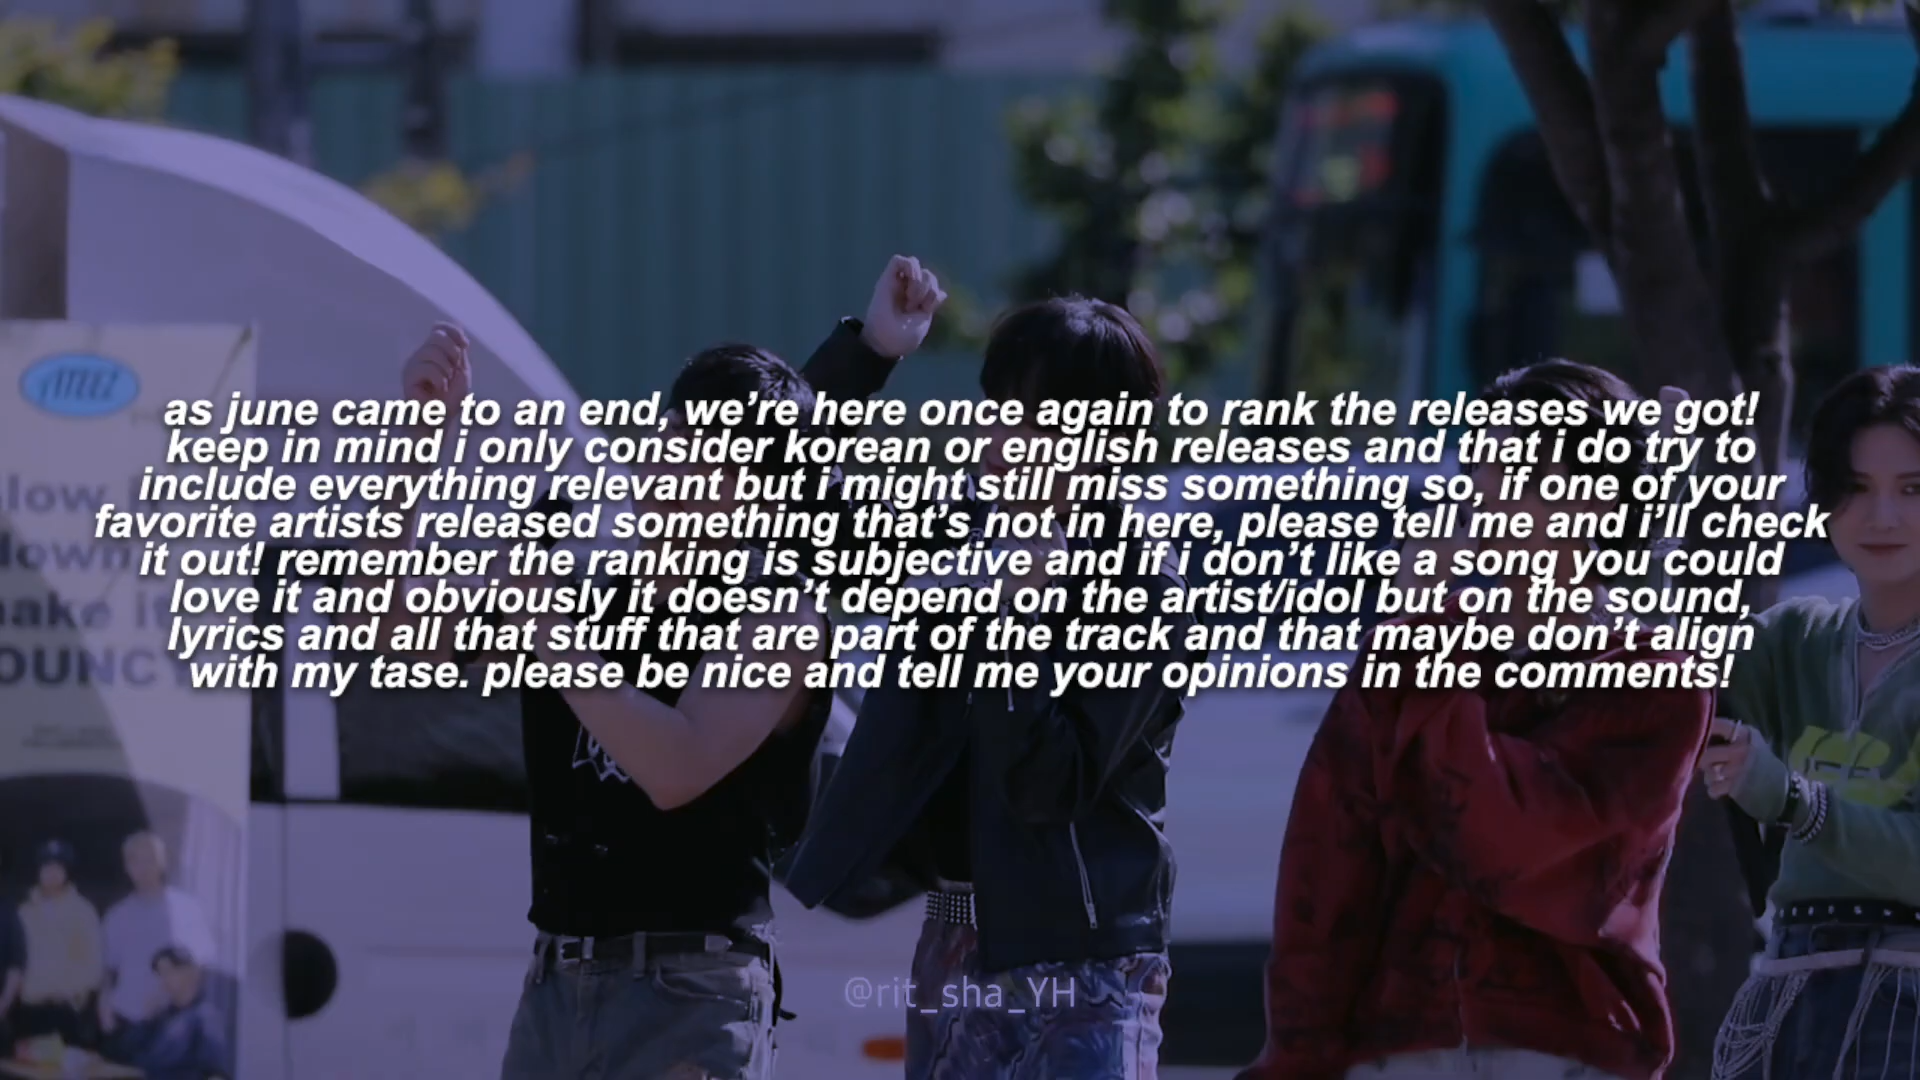 as june came to an end, we’re here once again to rank the releases we got!
keep in mind i only consider korean or english releases and that i do try to
include everything relevant but i might still miss something so, if one of your
favorite artists released something that’s not in here, please tell me and i’ll check
it out! remember the ranking is subjective and if i don’t like a song you could
love it and obviously it doesn’t depend on the artist/idol but on the sound,
lyrics and all that stuff that are part of the track and that maybe don’t align
with my tase. please be nice and tell me your opinions in the comments!
ATEEZ
slow
down
make it
BOUNCY
@rit_sha_YH